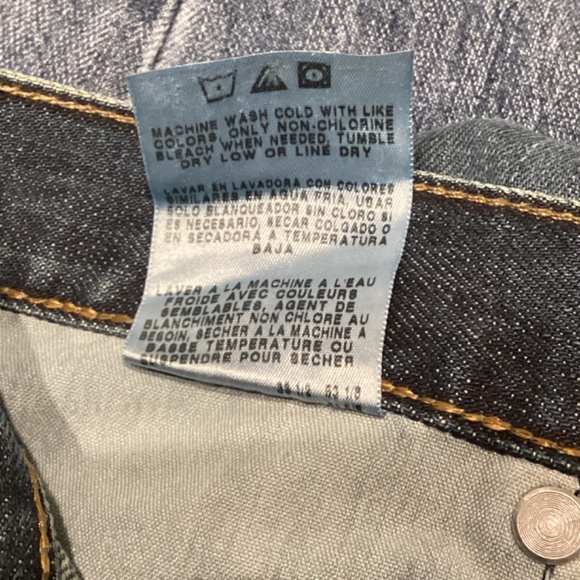 MACHINE WASH COLD WITH LIKE
COLORS, ONLY NON-CHLORINE
BLEACH WHEN NEEDED, TUMBLE
DRY LOW OR LINE DRY
LAVAR EN LAVADORA CON COLORES
SIMILARES EN AGUA FRIA, USAR
SOLO BLANQUEADOR SIN CLORO SI
ES NECESARIO, SECAR COLGADO O
EN SECADORA A TEMPERATURA
BAJA
LAVER A LA MACHINE A L'EAU
FROIDE AVEC COULEURS
SEMBLABLES, AGENT DE
BLANCHIMENT NON CHLORE AU
BESOIN, SECHER A LA MACHINE A
BASSE TEMPERATURE OU
SUSPENDRE POUR SECHER